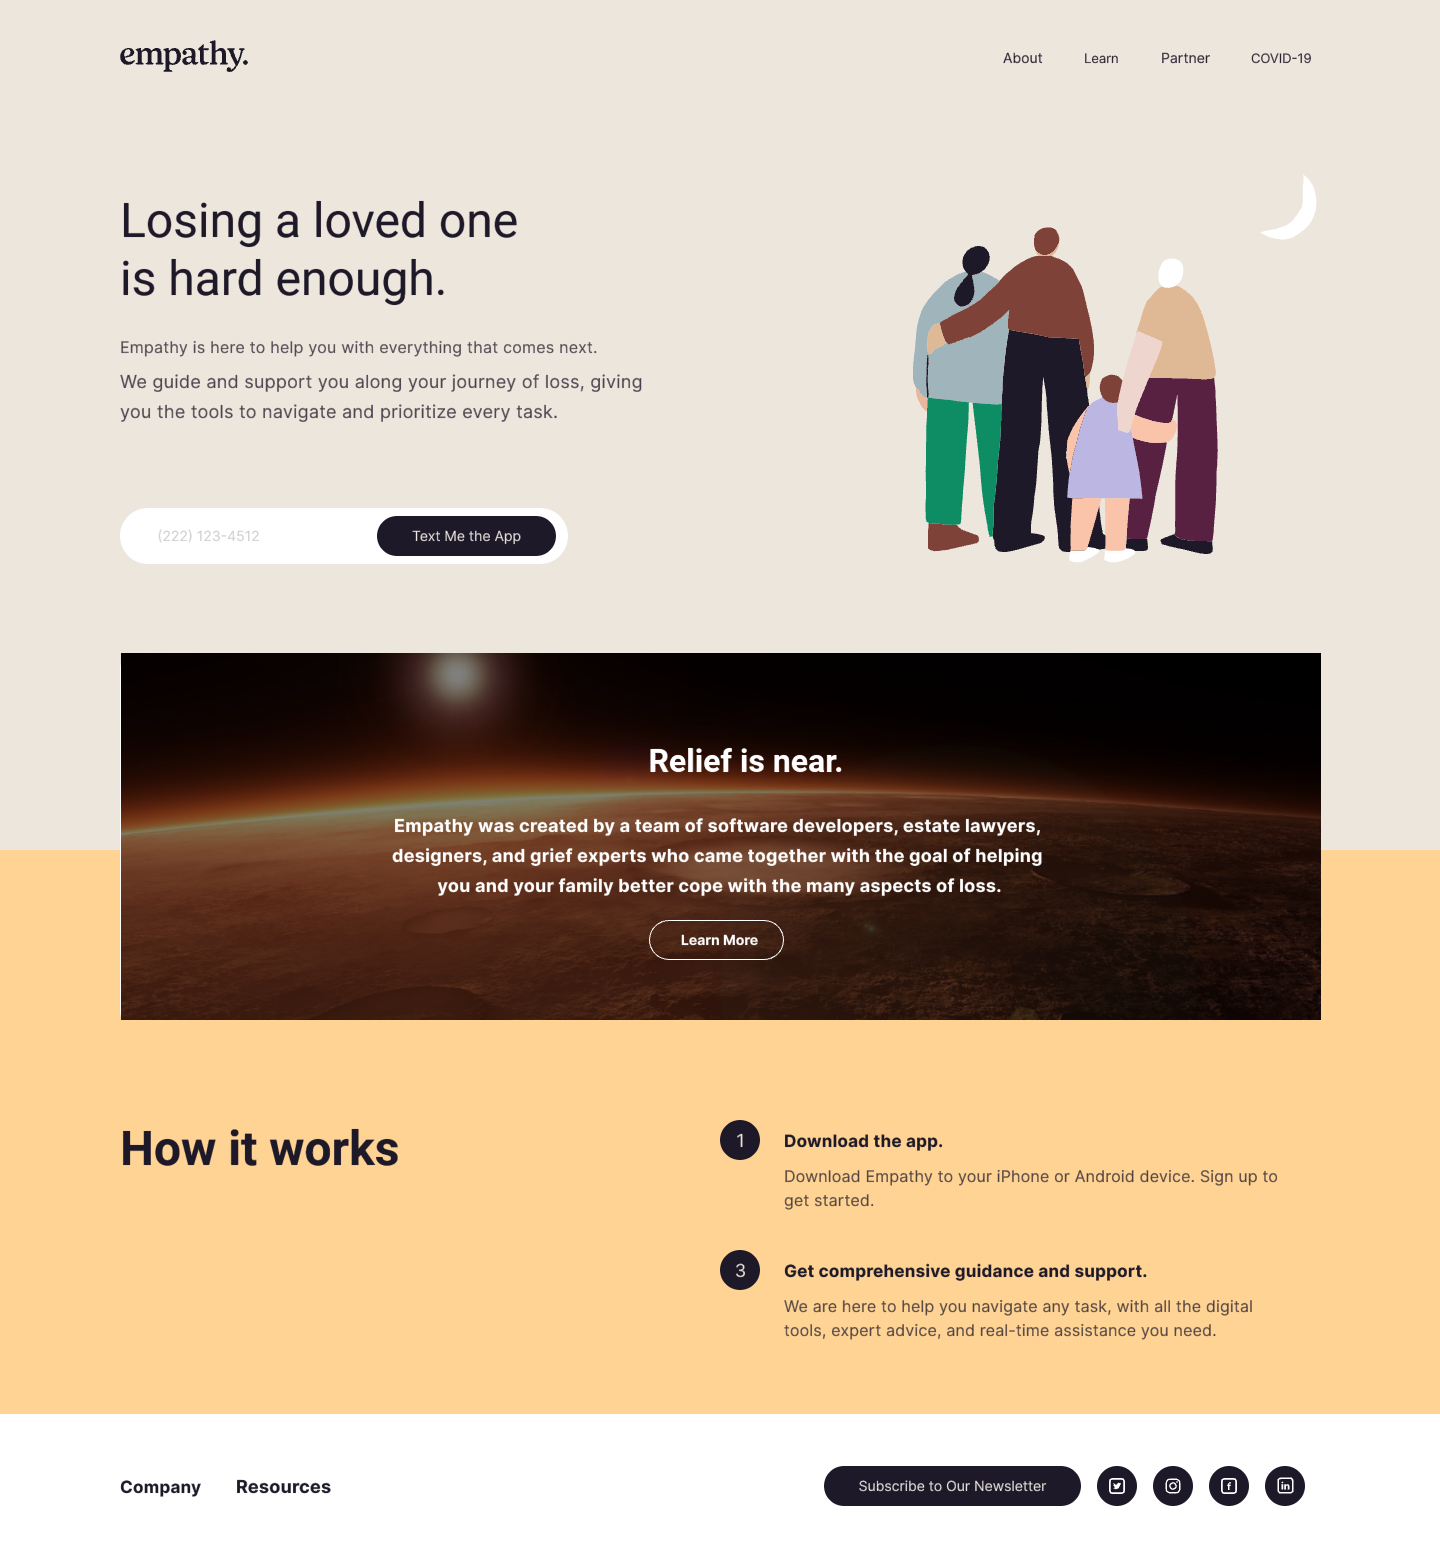 empathy.
About Learn Partner COVID-19
Losing a loved one
is hard enough.
Empathy is here to help you with everything that comes next.
We guide and support you along your journey of loss, giving
you the tools to navigate and prioritize every task.
(222) 123-4512 Text Me the App
Relief is near.
Empathy was created by a team of software developers, estate lawyers,
designers, and grief experts who came together with the goal of helping
you and your family better cope with the many aspects of loss.
Learn More
How it works
1 Download the app.
Download Empathy to your iPhone or Android device. Sign up to
get started.
3 Get comprehensive guidance and support.
We are here to help you navigate any task, with all the digital
tools, expert advice, and real-time assistance you need.
Company Resources Subscribe to Our Newsletter